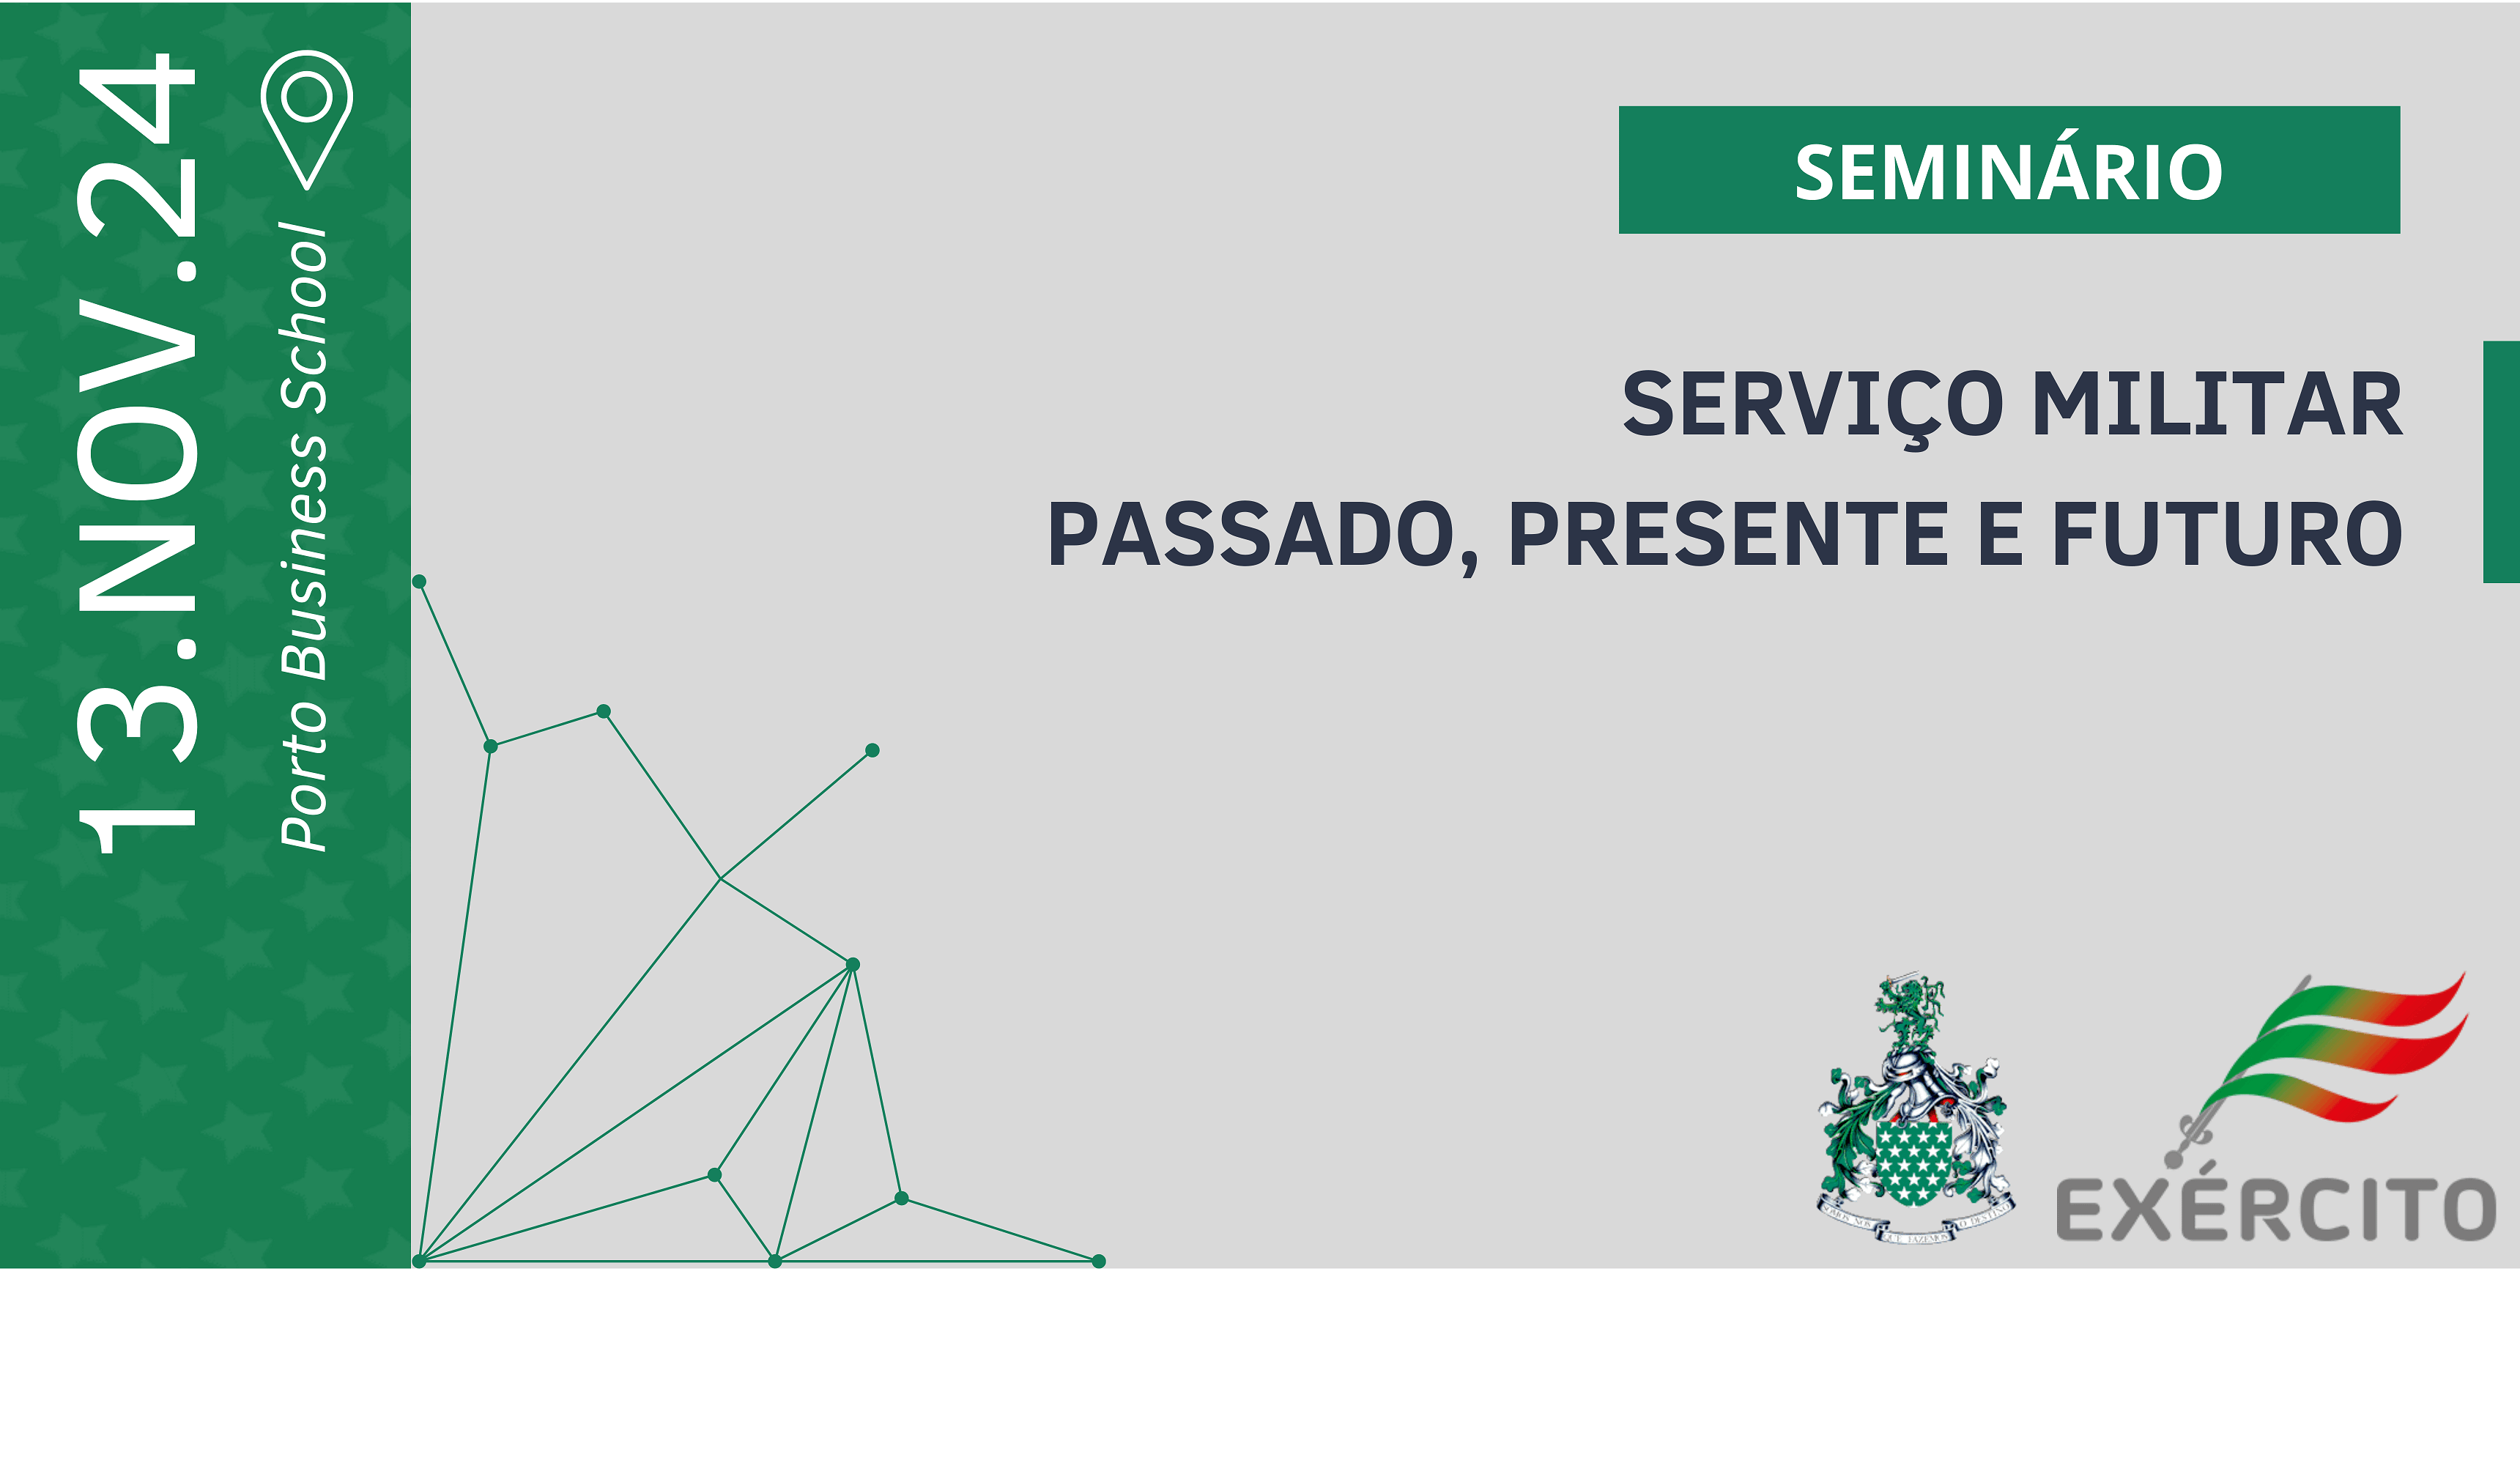 13.NOV.24
Porto Business School
SEMINÁRIO
SERVIÇO MILITAR
PASSADO, PRESENTE E FUTURO
SOMOS NÓS
QUE FAZEMOS
O DESTINO
EXÉRCITO